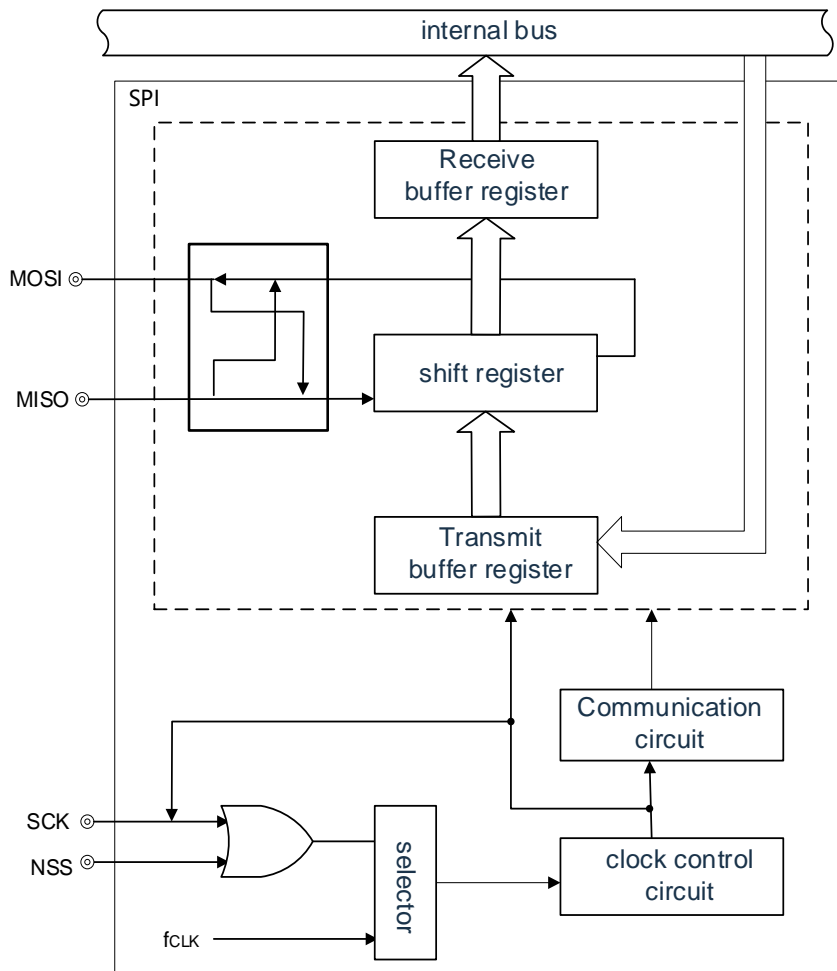 internal bus
SPI
Receive
buffer register
MOSI
shift register
MISO
Transmit
buffer register
Communication
circuit
SCK
NSS
selector
clock control
circuit
fCLK